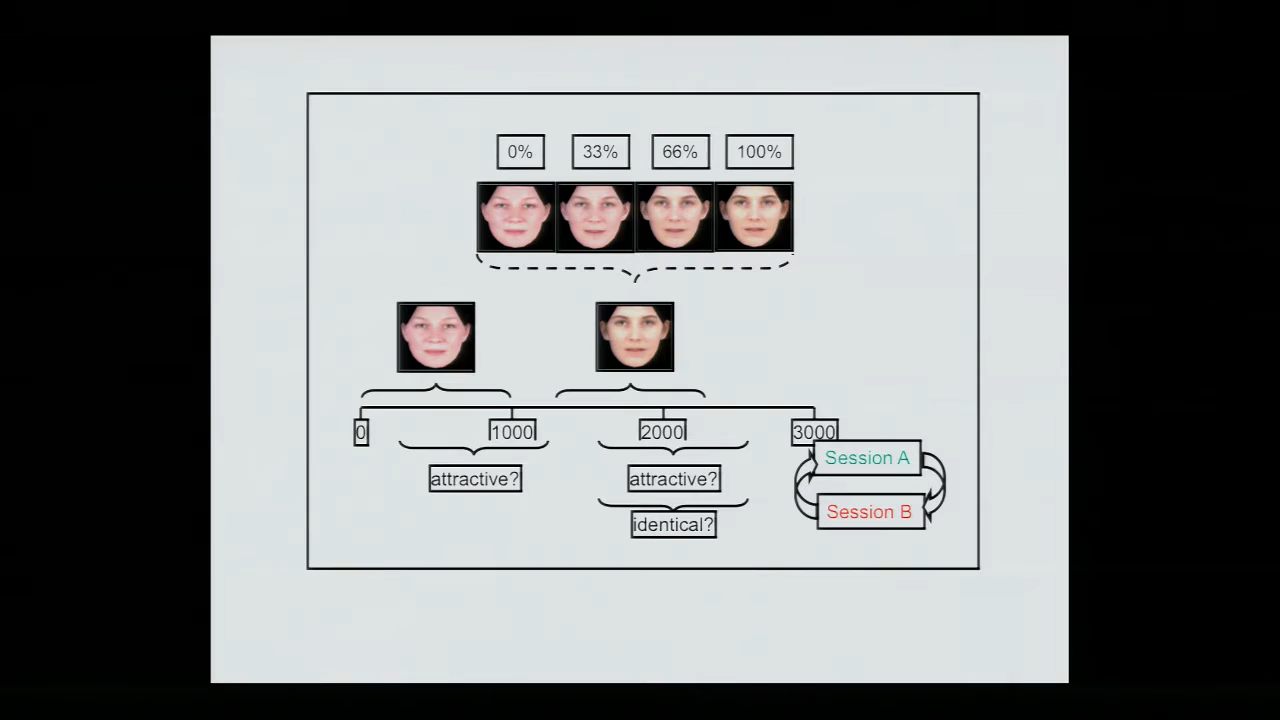 0%
33%
66%
100%
0
1000
2000
3000
attractive?
attractive?
identical?
Session A
Session B